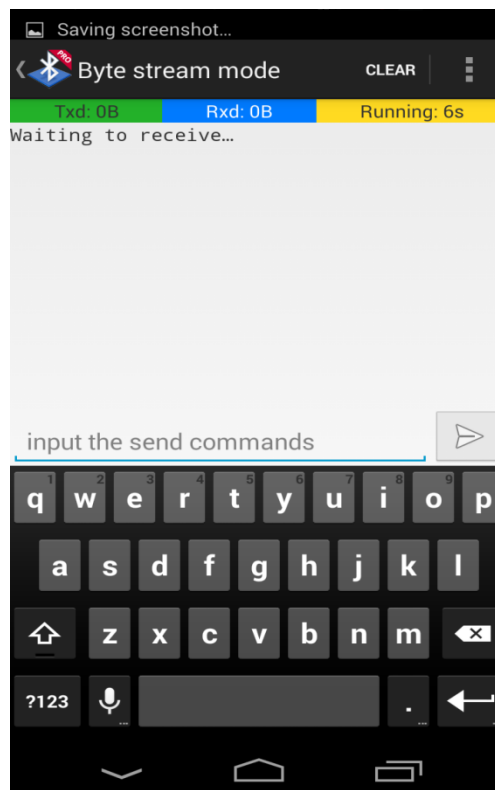 Saving screenshot...
PRO
Byte stream mode CLEAR
Txd: 0B Rxd: 0B Running: 6s
Waiting to receive…
input the send commands
1 2 3 4 5 6 7 8 9
q w e r t y u i o p
a s d f g h j k l
z x c v b n m
?123 .